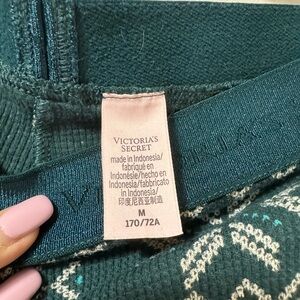 VICTORIA'S
SECRET
made in Indonesia/
fabriqué en
Indonésie/hecho en
Indonesia/fabbricato
in Indonesia/
印度尼西亚制造
M
170/72A